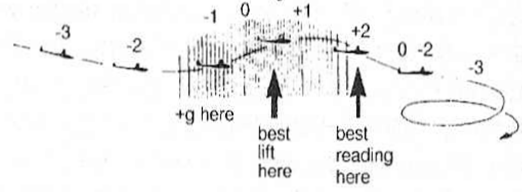 -3
-2
-1
0
+1
+2
0 -2
-3
+g here
best
lift
here
best
reading
here